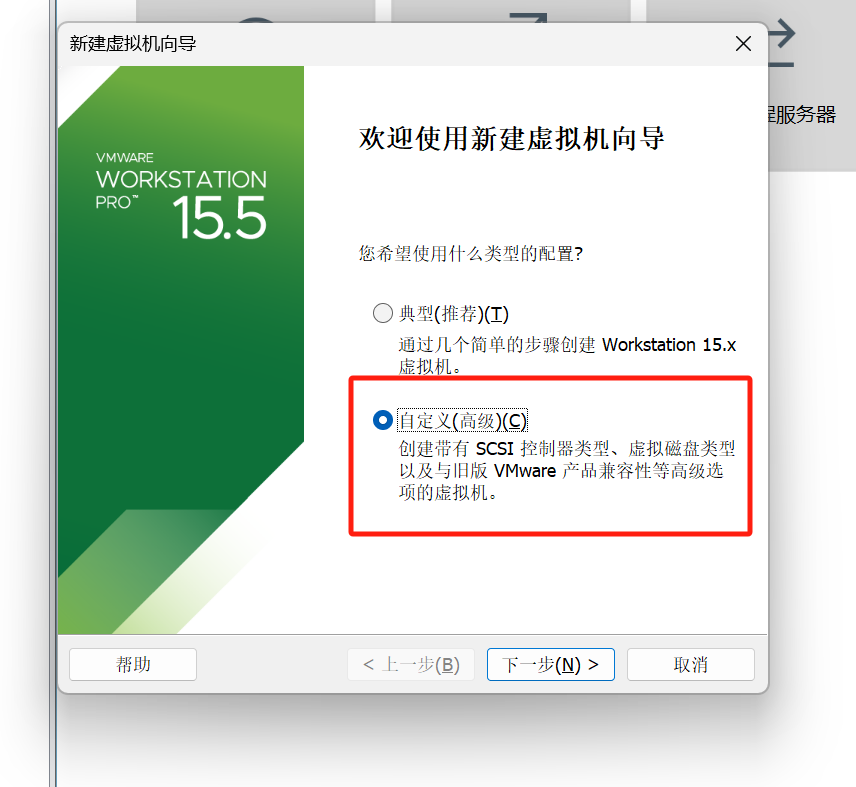 新建虚拟机向导
程服务器
VMWARE
WORKSTATION
PRO™ 15.5
欢迎使用新建虚拟机向导
您希望使用什么类型的配置?
典型(推荐)(T)
通过几个简单的步骤创建 Workstation 15.x
虚拟机。
自定义(高级)(C)
创建带有 SCSI 控制器类型、虚拟磁盘类型
以及与旧版 VMware 产品兼容性等高级选
项的虚拟机。
帮助
< 上一步(B)
下一步(N) >
取消